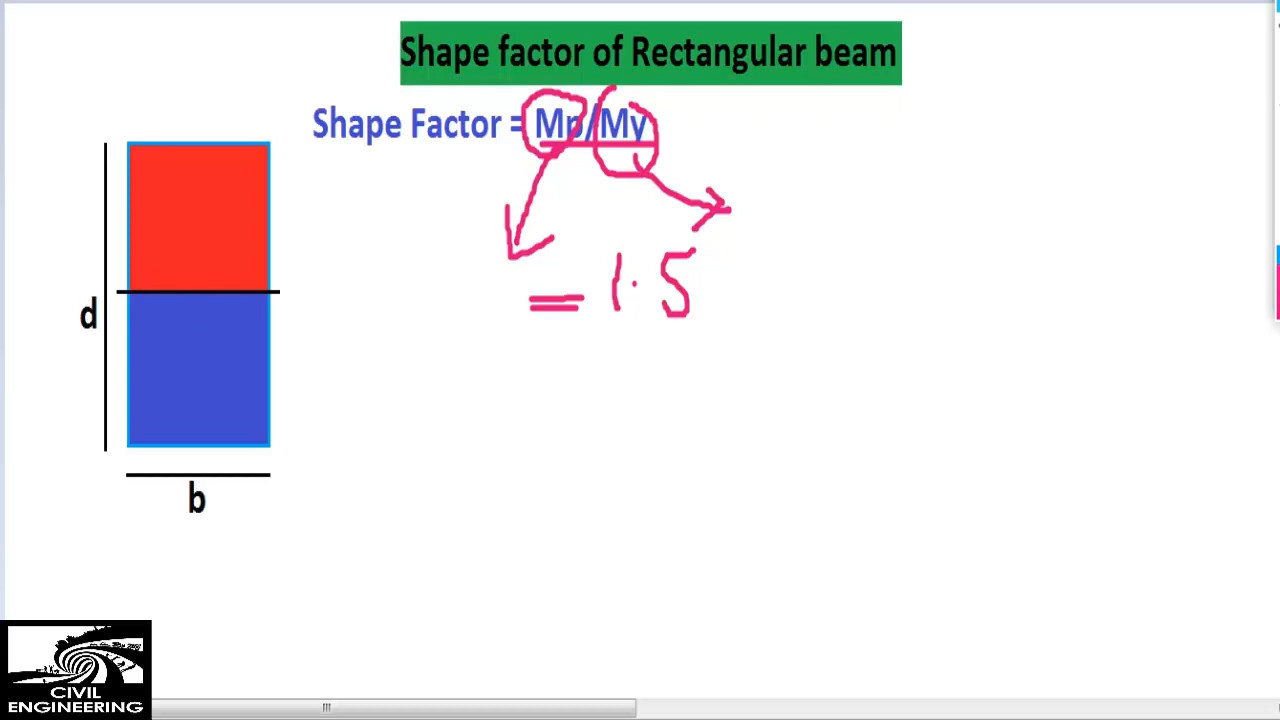 Shape factor of Rectangular beam
Shape Factor = Mp/My
= 1.5
d
b
CIVIL
ENGINEERING